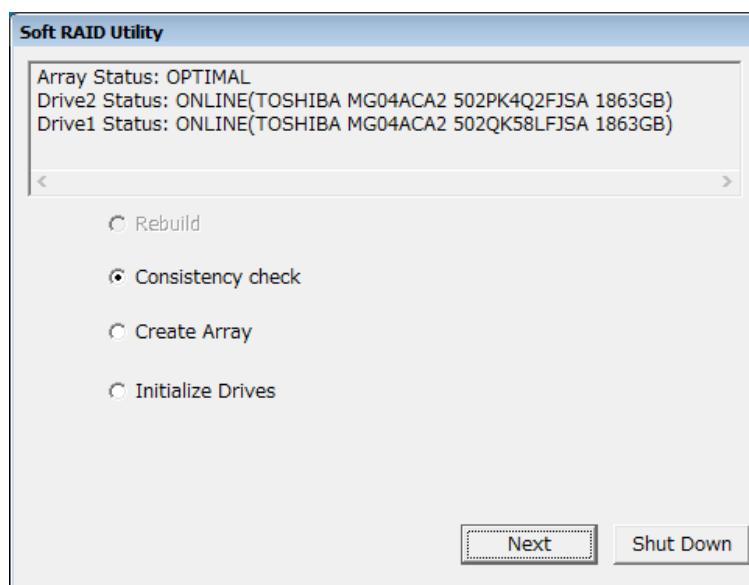 Soft RAID Utility
Array Status: OPTIMAL
Drive2 Status: ONLINE(TOSHIBA MG04ACA2 502PK4Q2FJSA 1863GB)
Drive1 Status: ONLINE(TOSHIBA MG04ACA2 502QK58LFJSA 1863GB)
Rebuild
Consistency check
Create Array
Initialize Drives
Next
Shut Down